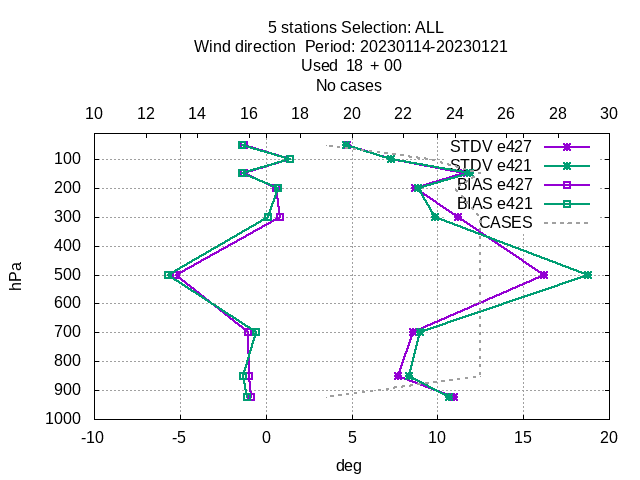 5 stations Selection: ALL
Wind direction  Period: 20230114-20230121
Used  18  + 00
No cases
10 12 14 16 18 20 22 24 26 28 30
STDV e427
STDV e421
BIAS e427
BIAS e421
CASES
100
200
300
400
500
600
700
800
900
1000
hPa
-10 -5 0 5 10 15 20
deg